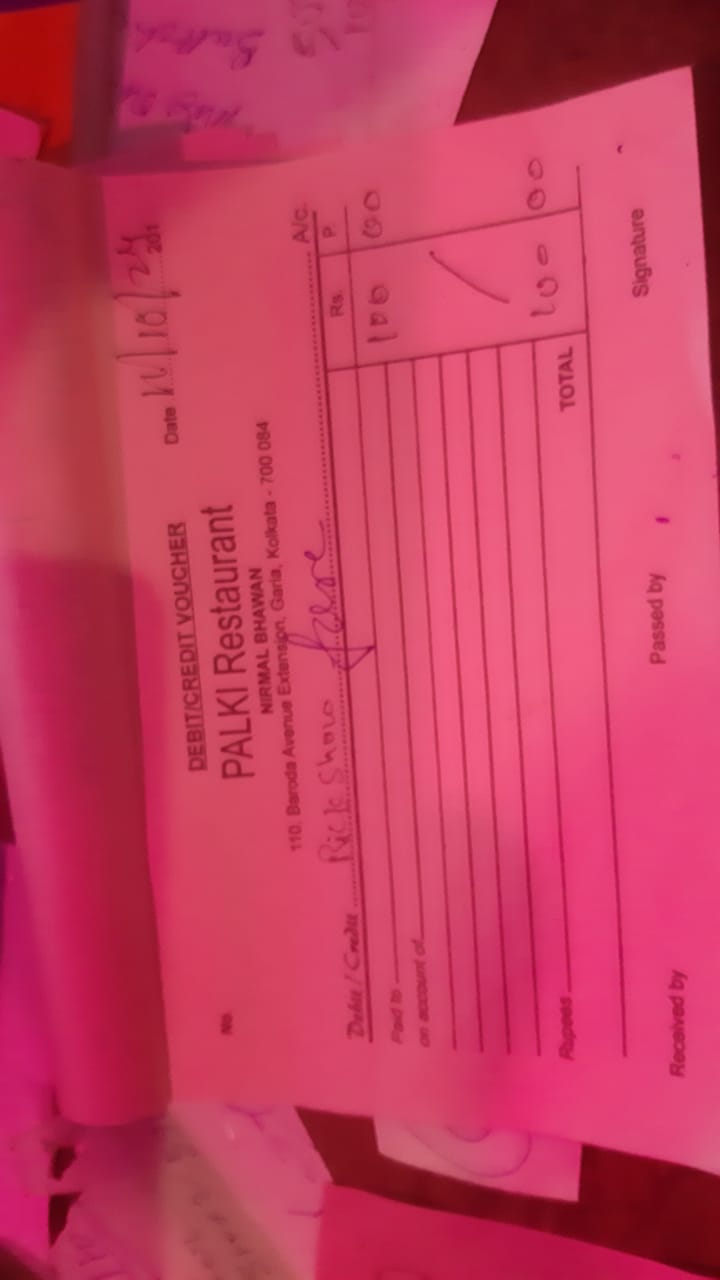 DEBIT/CREDIT VOUCHER
No.
Date 11/10/24 201
PALKI Restaurant
NIRMAL BHAWAN
110, Baroda Avenue Extension, Garia, Kolkata - 700 084
Debit / Credit Rick Show fare A/c.
Rs. P.
Paid to 100 00
on account of
Rupees TOTAL 100 00
Received by Passed by Signature